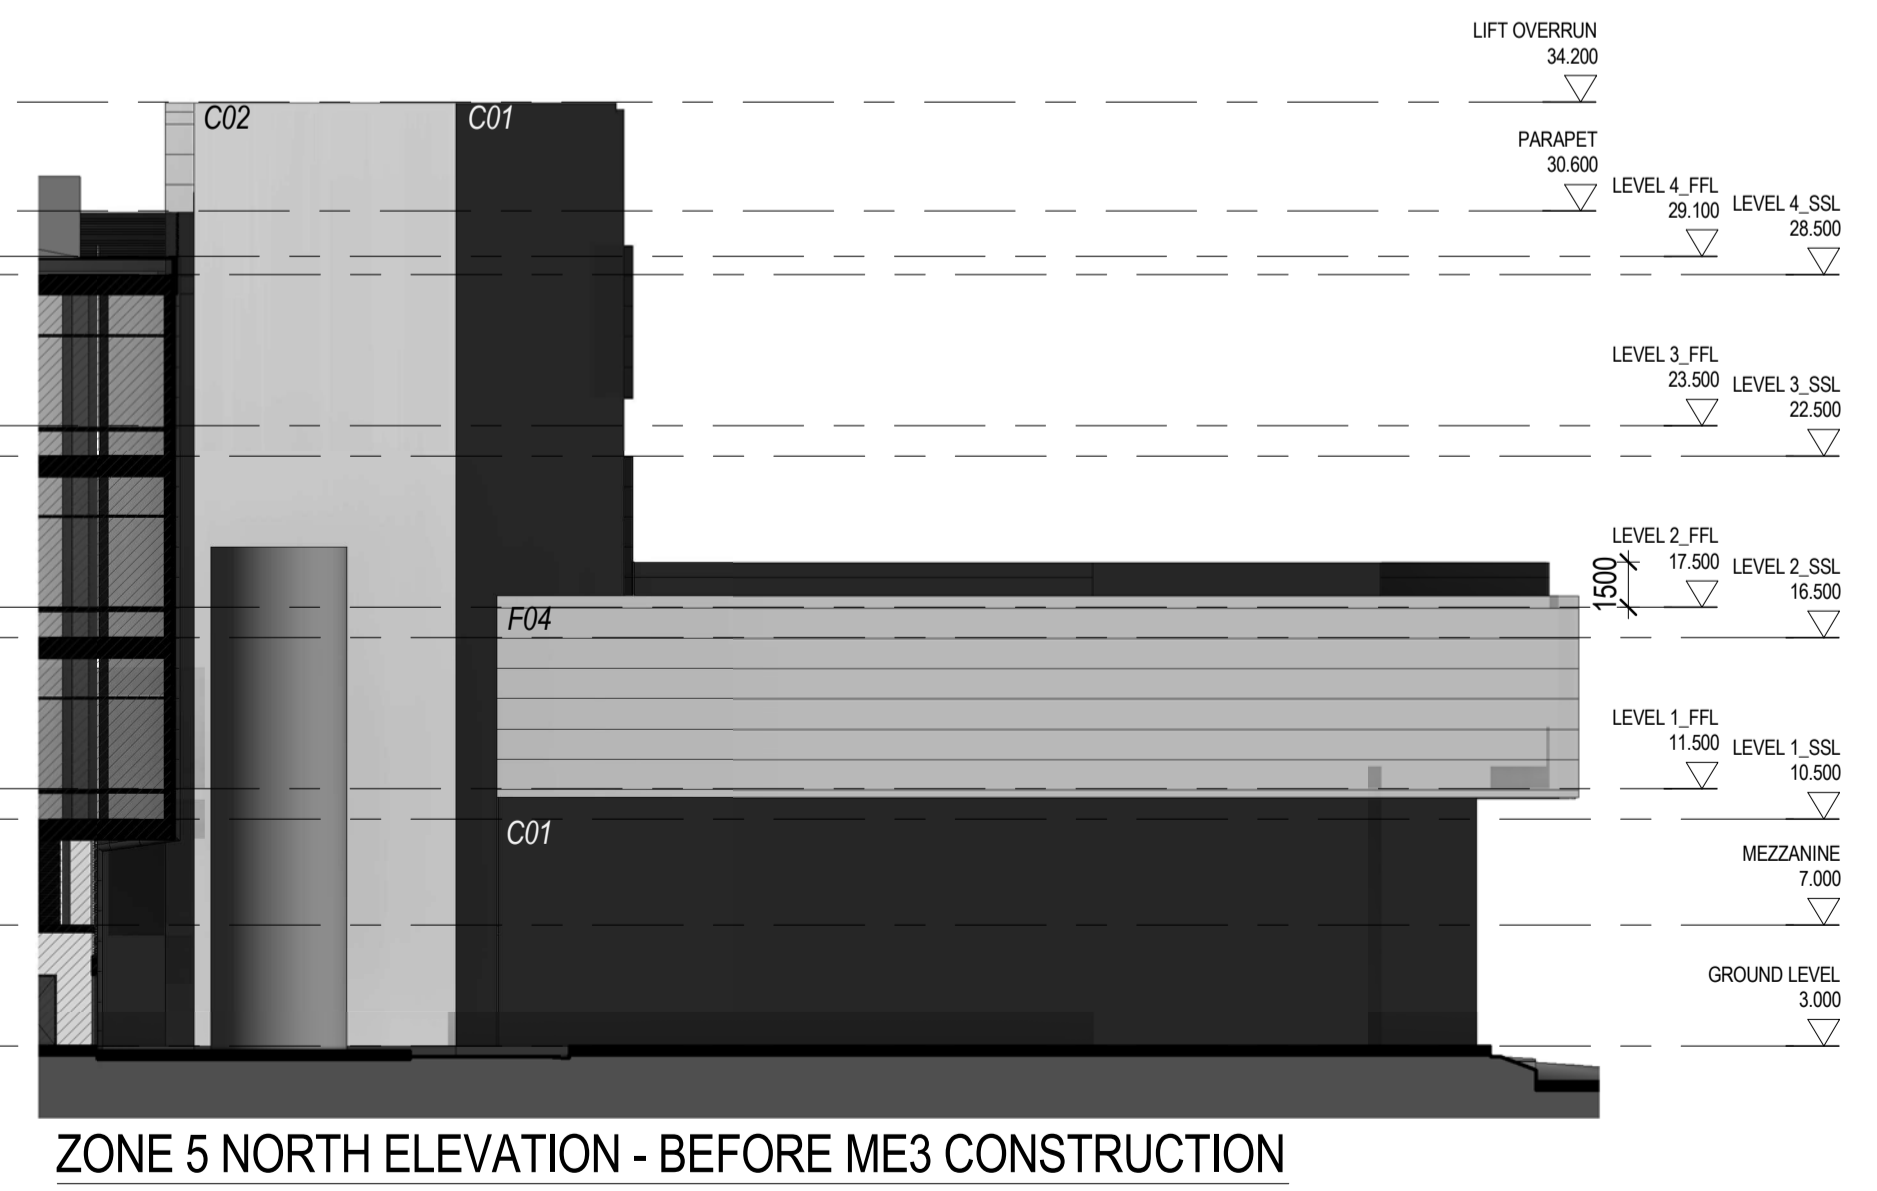 LIFT OVERRUN
34.200
C02
C01
PARAPET
30.600
LEVEL 4_FFL
29.100
LEVEL 4_SSL
28.500
LEVEL 3_FFL
23.500
LEVEL 3_SSL
22.500
LEVEL 2_FFL
17.500
LEVEL 2_SSL
16.500
1500
F04
LEVEL 1_FFL
11.500
LEVEL 1_SSL
10.500
C01
MEZZANINE
7.000
GROUND LEVEL
3.000
ZONE 5 NORTH ELEVATION - BEFORE ME3 CONSTRUCTION